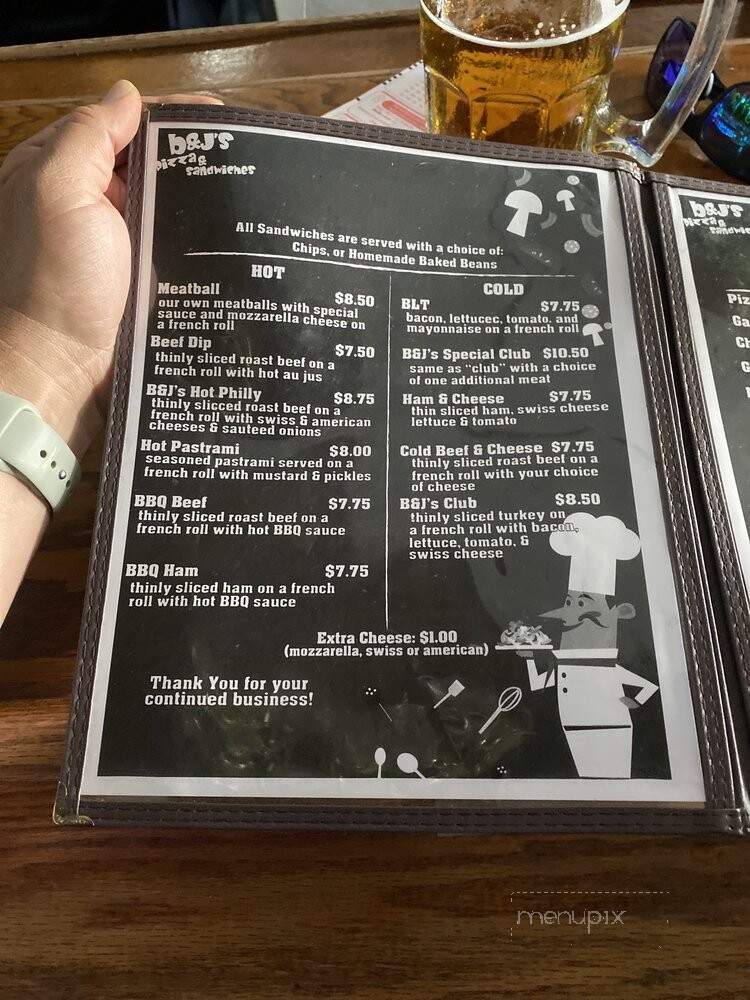 B&J'S
Pizza &
Sandwiches
All Sandwiches are served with a choice of:
Chips, or Homemade Baked Beans
HOT
Meatball $8.50
our own meatballs with special
sauce and mozzarella cheese on
a french roll
Beef Dip $7.50
thinly sliced roast beef on a
french roll with hot au jus
B&J's Hot Philly $8.75
thinly slicced roast beef on a
french roll with swiss & american
cheeses & sauteed onions
Hot Pastrami $8.00
seasoned pastrami served on a
french roll with mustard & pickles
BBQ Beef $7.75
thinly sliced roast beef on a
french roll with hot BBQ sauce
BBQ Ham $7.75
thinly sliced ham on a french
roll with hot BBQ sauce
COLD
BLT $7.75
bacon, lettucec, tomato, and
mayonnaise on a french roll
B&J's Special Club $10.50
same as "club" with a choice
of one additional meat
Ham & Cheese $7.75
thin sliced ham, swiss cheese
lettuce & tomato
Cold Beef & Cheese $7.75
thinly sliced roast beef on a
french roll with your choice
of cheese
B&J's Club $8.50
thinly sliced turkey on
a french roll with bacon,
lettuce, tomato, &
swiss cheese
Extra Cheese: $1.00
(mozzarella, swiss or american)
Thank You for your
continued business!
B&J'S
Pizza &
menupix